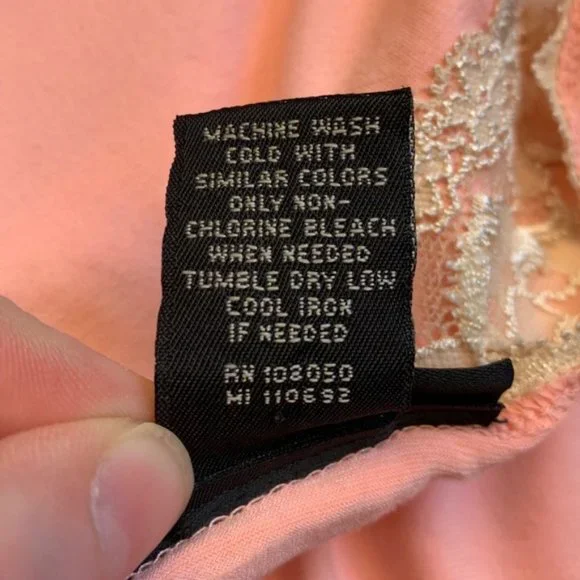 MACHINE WASH
COLD WITH
SIMILAR COLORS
ONLY NON-
CHLORINE BLEACH
WHEN NEEDED
TUMBLE DRY LOW
COOL IRON
IF NEEDED
RN 108050
MI 110692